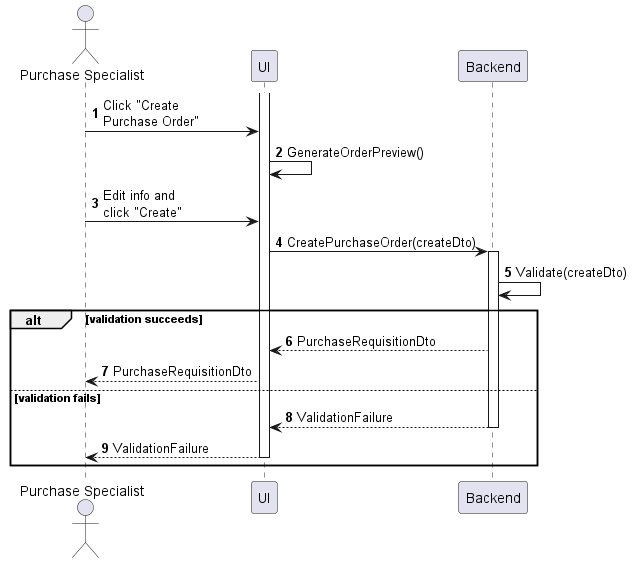 Purchase Specialist
UI
Backend
1 Click "Create
Purchase Order"
2 GenerateOrderPreview()
3 Edit info and
click "Create"
4 CreatePurchaseOrder(createDto)
5 Validate(createDto)
alt [validation succeeds]
6 PurchaseRequisitionDto
7 PurchaseRequisitionDto
[validation fails]
8 ValidationFailure
9 ValidationFailure
Purchase Specialist
UI
Backend